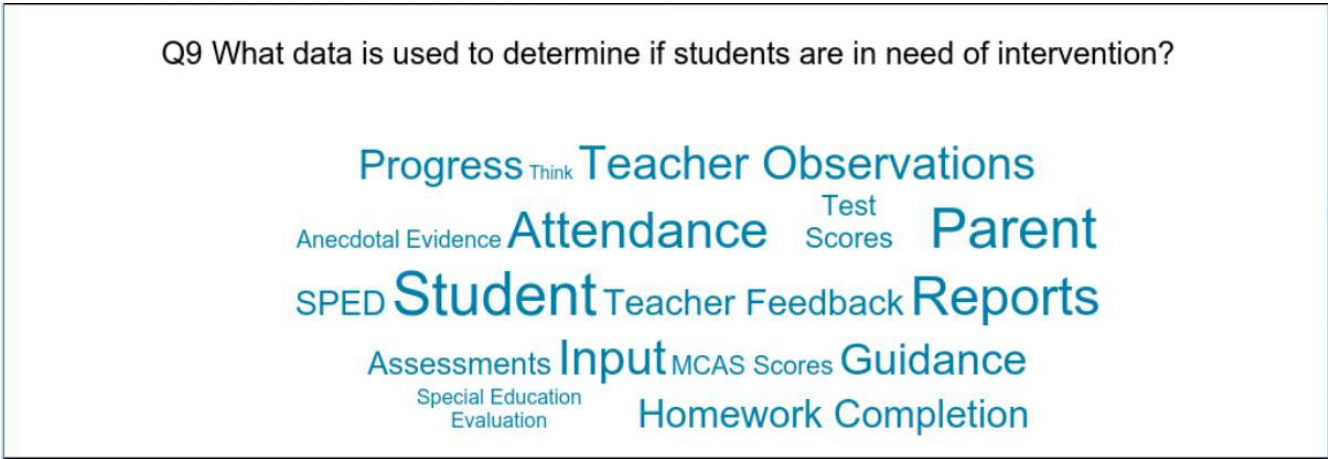 Q9 What data is used to determine if students are in need of intervention?
Progress Think Teacher Observations
Anecdotal Evidence Attendance Test Scores Parent
SPED Student Teacher Feedback Reports
Assessments Input MCAS Scores Guidance
Special Education Evaluation Homework Completion